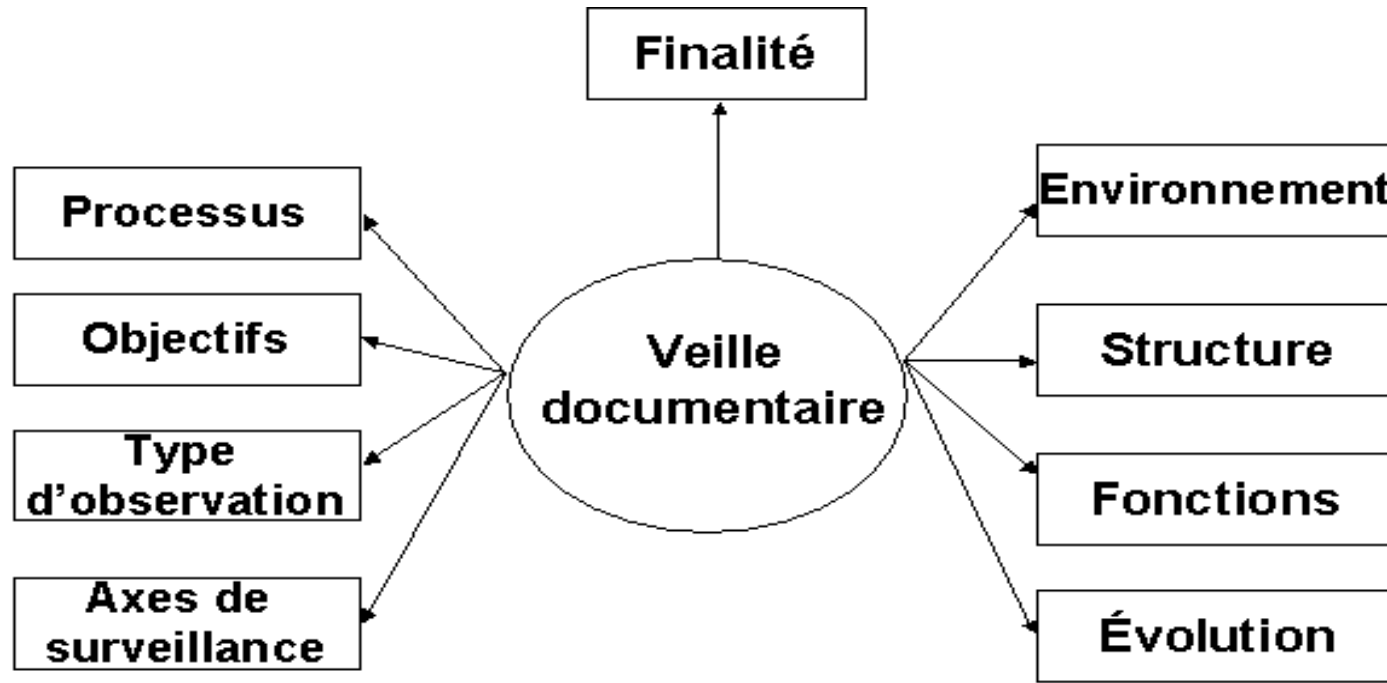 Finalité
Processus
Objectifs
Type
d’observation
Axes de
surveillance
Veille
documentaire
Environnement
Structure
Fonctions
Évolution